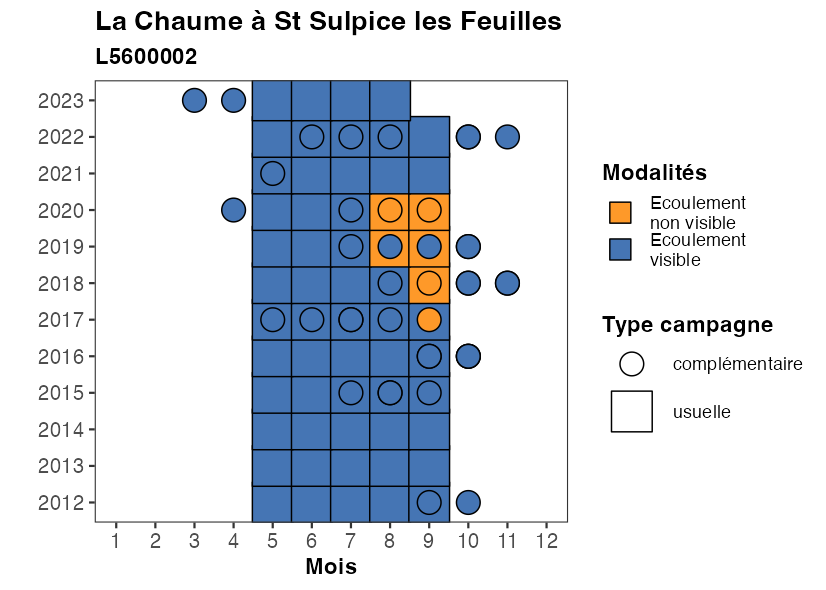 La Chaume à St Sulpice les Feuilles
L5600002
2023
2022
2021
2020
2019
2018
2017
2016
2015
2014
2013
2012
1 2 3 4 5 6 7 8 9 10 11 12
Mois
Modalités
Ecoulement
non visible
Ecoulement
visible
Type campagne
complémentaire
usuelle